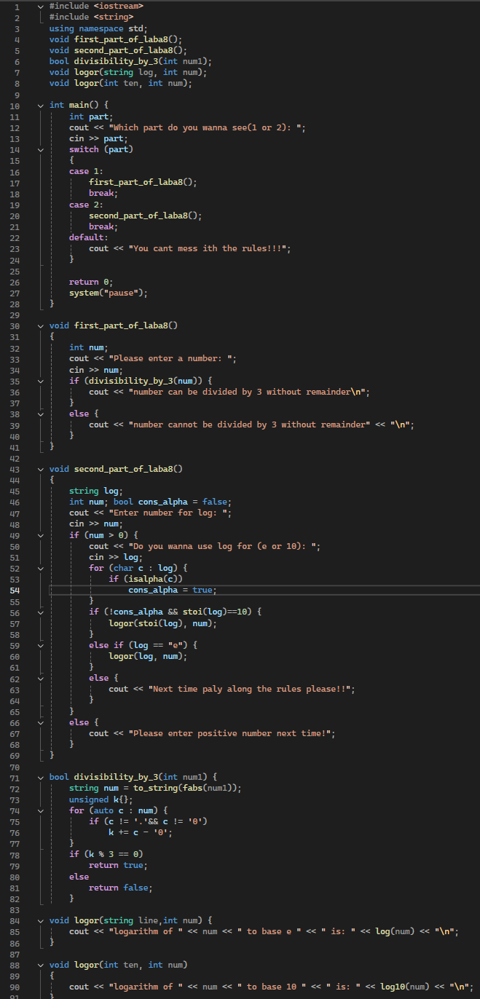 1 #include <iostream>
2 #include <string>
3 using namespace std;
4 void first_part_of_laba8();
5 void second_part_of_laba8();
6 bool divisibility_by_3(int num1);
7 void logor(string log, int num);
8 void logor(int ten, int num);
9
10 int main() {
11 int part;
12 cout << "Which part do you wanna see(1 or 2): ";
13 cin >> part;
14 switch (part)
15 {
16 case 1:
17 first_part_of_laba8();
18 break;
19 case 2:
20 second_part_of_laba8();
21 break;
22 default:
23 cout << "You cant mess ith the rules!!!";
24 }
25
26 return 0;
27 system("pause");
28 }
29
30 void first_part_of_laba8()
31 {
32 int num;
33 cout << "Please enter a number: ";
34 cin >> num;
35 if (divisibility_by_3(num)) {
36 cout << "number can be divided by 3 without remainder\n";
37 }
38 else {
39 cout << "number cannot be divided by 3 without remainder" << "\n";
40 }
41 }
42
43 void second_part_of_laba8()
44 {
45 string log;
46 int num; bool cons_alpha = false;
47 cout << "Enter number for log: ";
48 cin >> num;
49 if (num > 0) {
50 cout << "Do you wanna use log for (e or 10): ";
51 cin >> log;
52 for (char c : log) {
53 if (isalpha(c))
54 cons_alpha = true;
55 }
56 if (!cons_alpha && stoi(log)==10) {
57 logor(stoi(log), num);
58 }
59 else if (log == "e") {
60 logor(log, num);
61 }
62 else {
63 cout << "Next time paly along the rules please!!";
64 }
65 }
66 else {
67 cout << "Please enter positive number next time!";
68 }
69 }
70
71 bool divisibility_by_3(int num1) {
72 string num = to_string(fabs(num1));
73 unsigned k{};
74 for (auto c : num) {
75 if (c != '.'&& c != '0')
76 k += c - '0';
77 }
78 if (k % 3 == 0)
79 return true;
80 else
81 return false;
82 }
83
84 void logor(string line,int num) {
85 cout << "logarithm of " << num << " to base e " << " is: " << log(num) << "\n";
86 }
87
88 void logor(int ten, int num)
89 {
90 cout << "logarithm of " << num << " to base 10 " << " is: " << log10(num) << "\n";
91 }